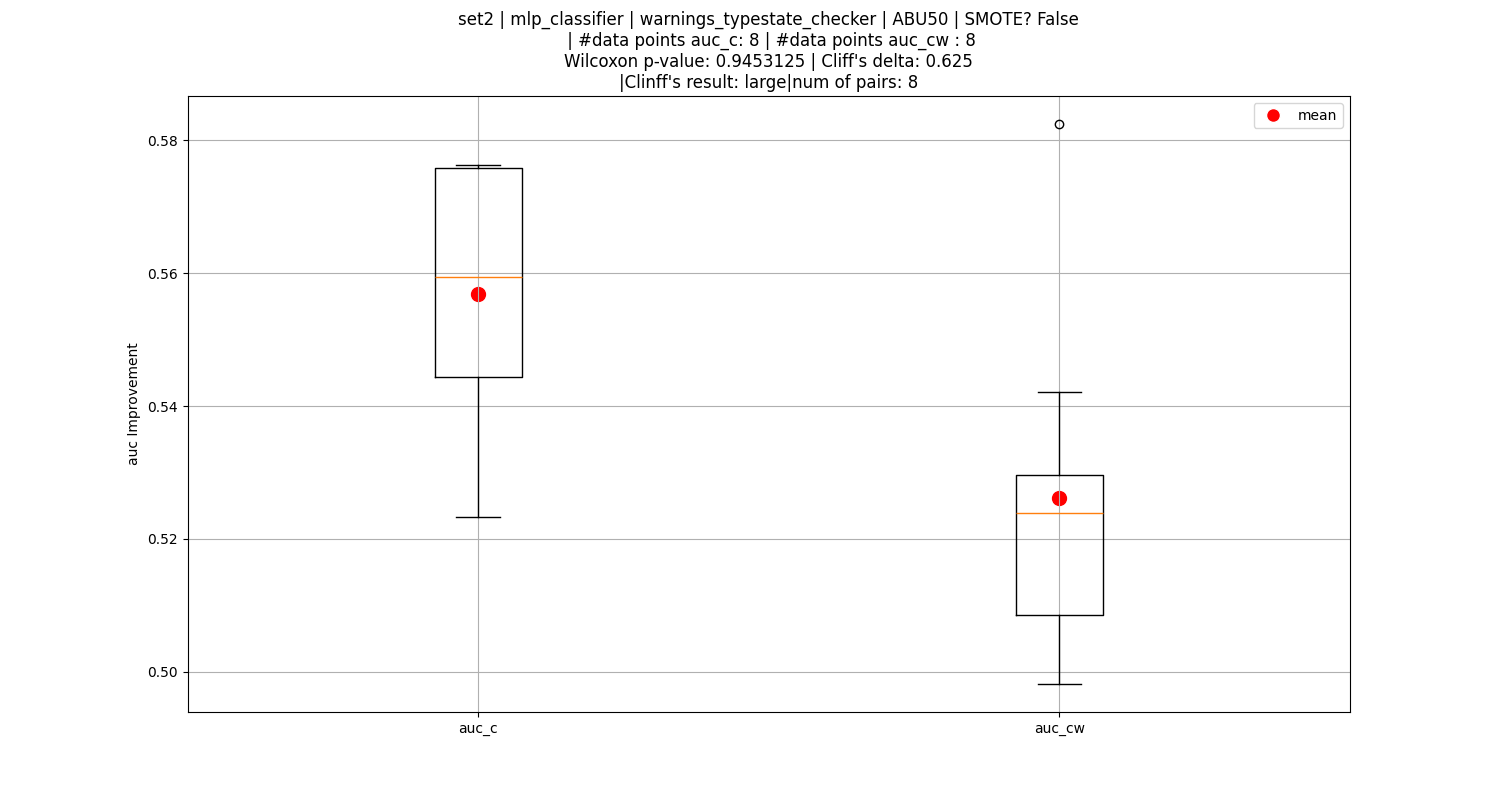 set2 | mlp_classifier | warnings_typestate_checker | ABU50 | SMOTE? False
| #data points auc_c: 8 | #data points auc_cw : 8
Wilcoxon p-value: 0.9453125 | Cliff's delta: 0.625
|Clinff's result: large|num of pairs: 8
mean
0.58
0.56
0.54
0.52
0.50
auc Improvement
auc_c
auc_cw